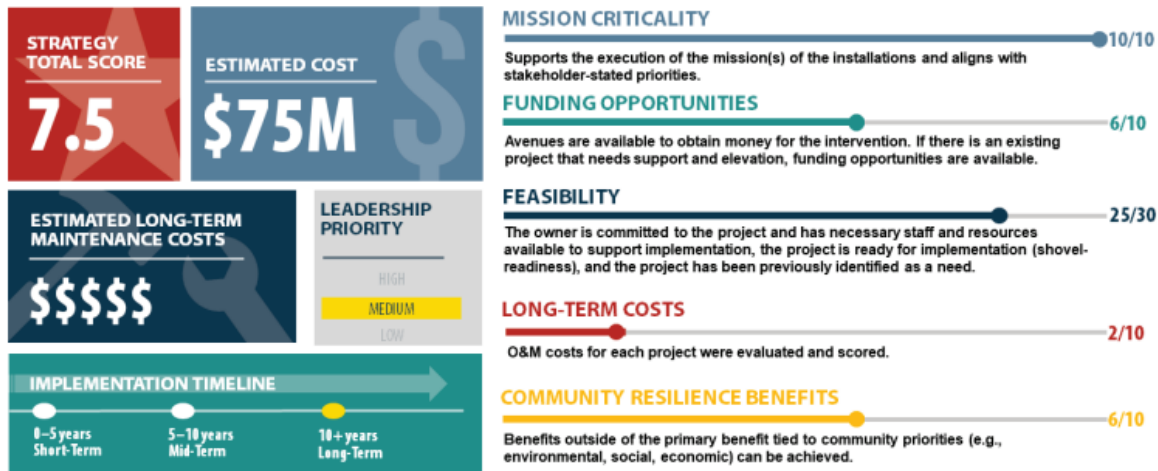 STRATEGY
TOTAL SCORE
7.5
ESTIMATED COST
$75M
$
ESTIMATED LONG-TERM
MAINTENANCE COSTS
$$$$$
LEADERSHIP
PRIORITY
HIGH
MEDIUM
LOW
IMPLEMENTATION TIMELINE
0–5 years
Short-Term
5–10 years
Mid-Term
10+ years
Long-Term
MISSION CRITICALITY
10/10
Supports the execution of the mission(s) of the installations and aligns with
stakeholder-stated priorities.
FUNDING OPPORTUNITIES
6/10
Avenues are available to obtain money for the intervention. If there is an existing
project that needs support and elevation, funding opportunities are available.
FEASIBILITY
25/30
The owner is committed to the project and has necessary staff and resources
available to support implementation, the project is ready for implementation (shovel-
readiness), and the project has been previously identified as a need.
LONG-TERM COSTS
2/10
O&M costs for each project were evaluated and scored.
COMMUNITY RESILIENCE BENEFITS
6/10
Benefits outside of the primary benefit tied to community priorities (e.g.,
environmental, social, economic) can be achieved.